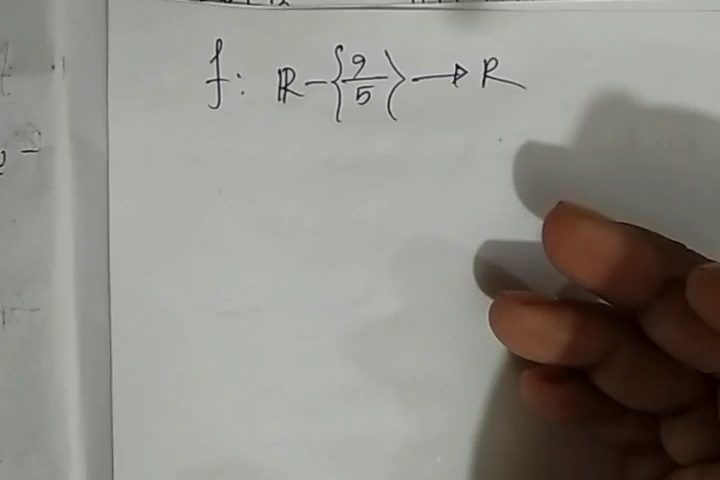 f: ℝ - {9/5} → R